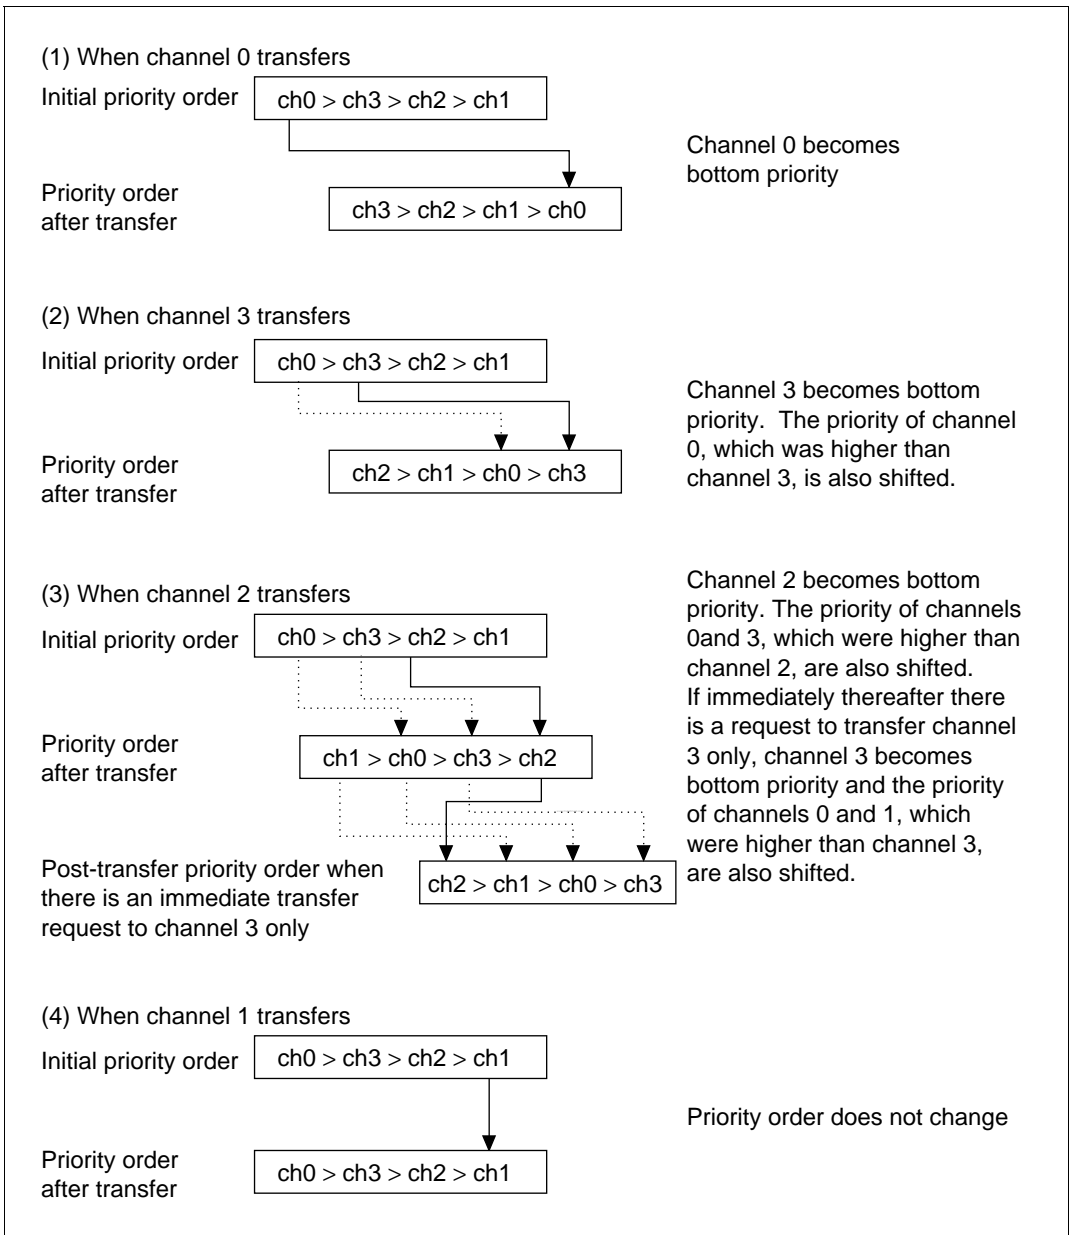 (1) When channel 0 transfers
Initial priority order
ch0 > ch3 > ch2 > ch1
Channel 0 becomes
bottom priority
Priority order
after transfer
ch3 > ch2 > ch1 > ch0
(2) When channel 3 transfers
Initial priority order
ch0 > ch3 > ch2 > ch1
Channel 3 becomes bottom
priority.  The priority of channel
0, which was higher than
channel 3, is also shifted.
Priority order
after transfer
ch2 > ch1 > ch0 > ch3
(3) When channel 2 transfers
Initial priority order
ch0 > ch3 > ch2 > ch1
Channel 2 becomes bottom
priority. The priority of channels
0and 3, which were higher than
channel 2, are also shifted.
If immediately thereafter there
is a request to transfer channel
3 only, channel 3 becomes
bottom priority and the priority
of channels 0 and 1, which
were higher than channel 3,
are also shifted.
Priority order
after transfer
ch1 > ch0 > ch3 > ch2
Post-transfer priority order when
there is an immediate transfer
request to channel 3 only
ch2 > ch1 > ch0 > ch3
(4) When channel 1 transfers
Initial priority order
ch0 > ch3 > ch2 > ch1
Priority order does not change
Priority order
after transfer
ch0 > ch3 > ch2 > ch1